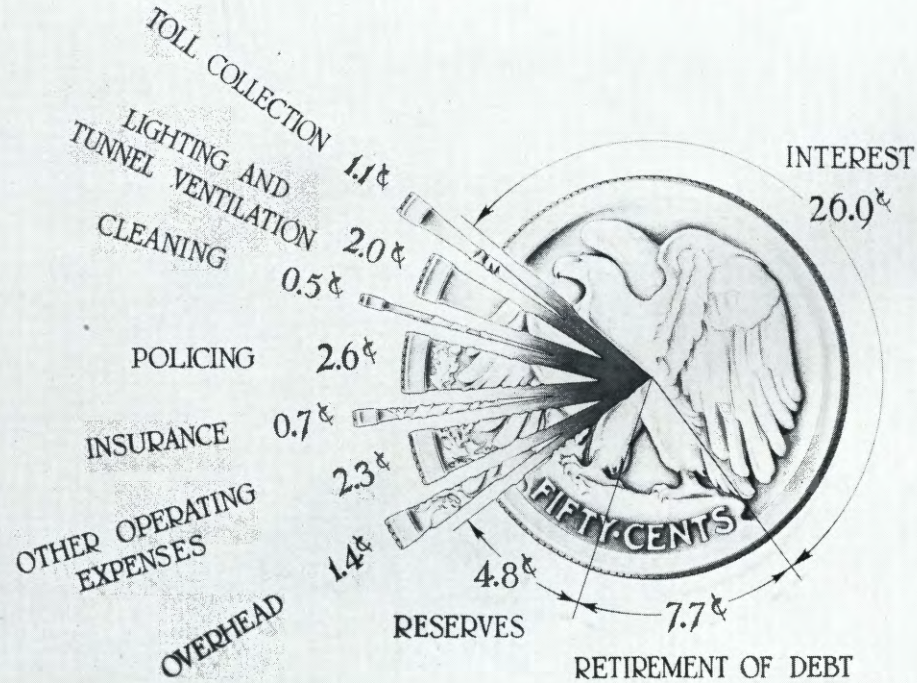 TOLL COLLECTION 1.1¢
LIGHTING AND
TUNNEL VENTILATION 2.0¢
CLEANING 0.5¢
POLICING 2.6¢
INSURANCE 0.7¢
OTHER OPERATING
EXPENSES 2.3¢
OVERHEAD 1.4¢
INTEREST
26.9¢
FIFTY·CENTS
4.8¢
RESERVES
7.7¢
RETIREMENT OF DEBT